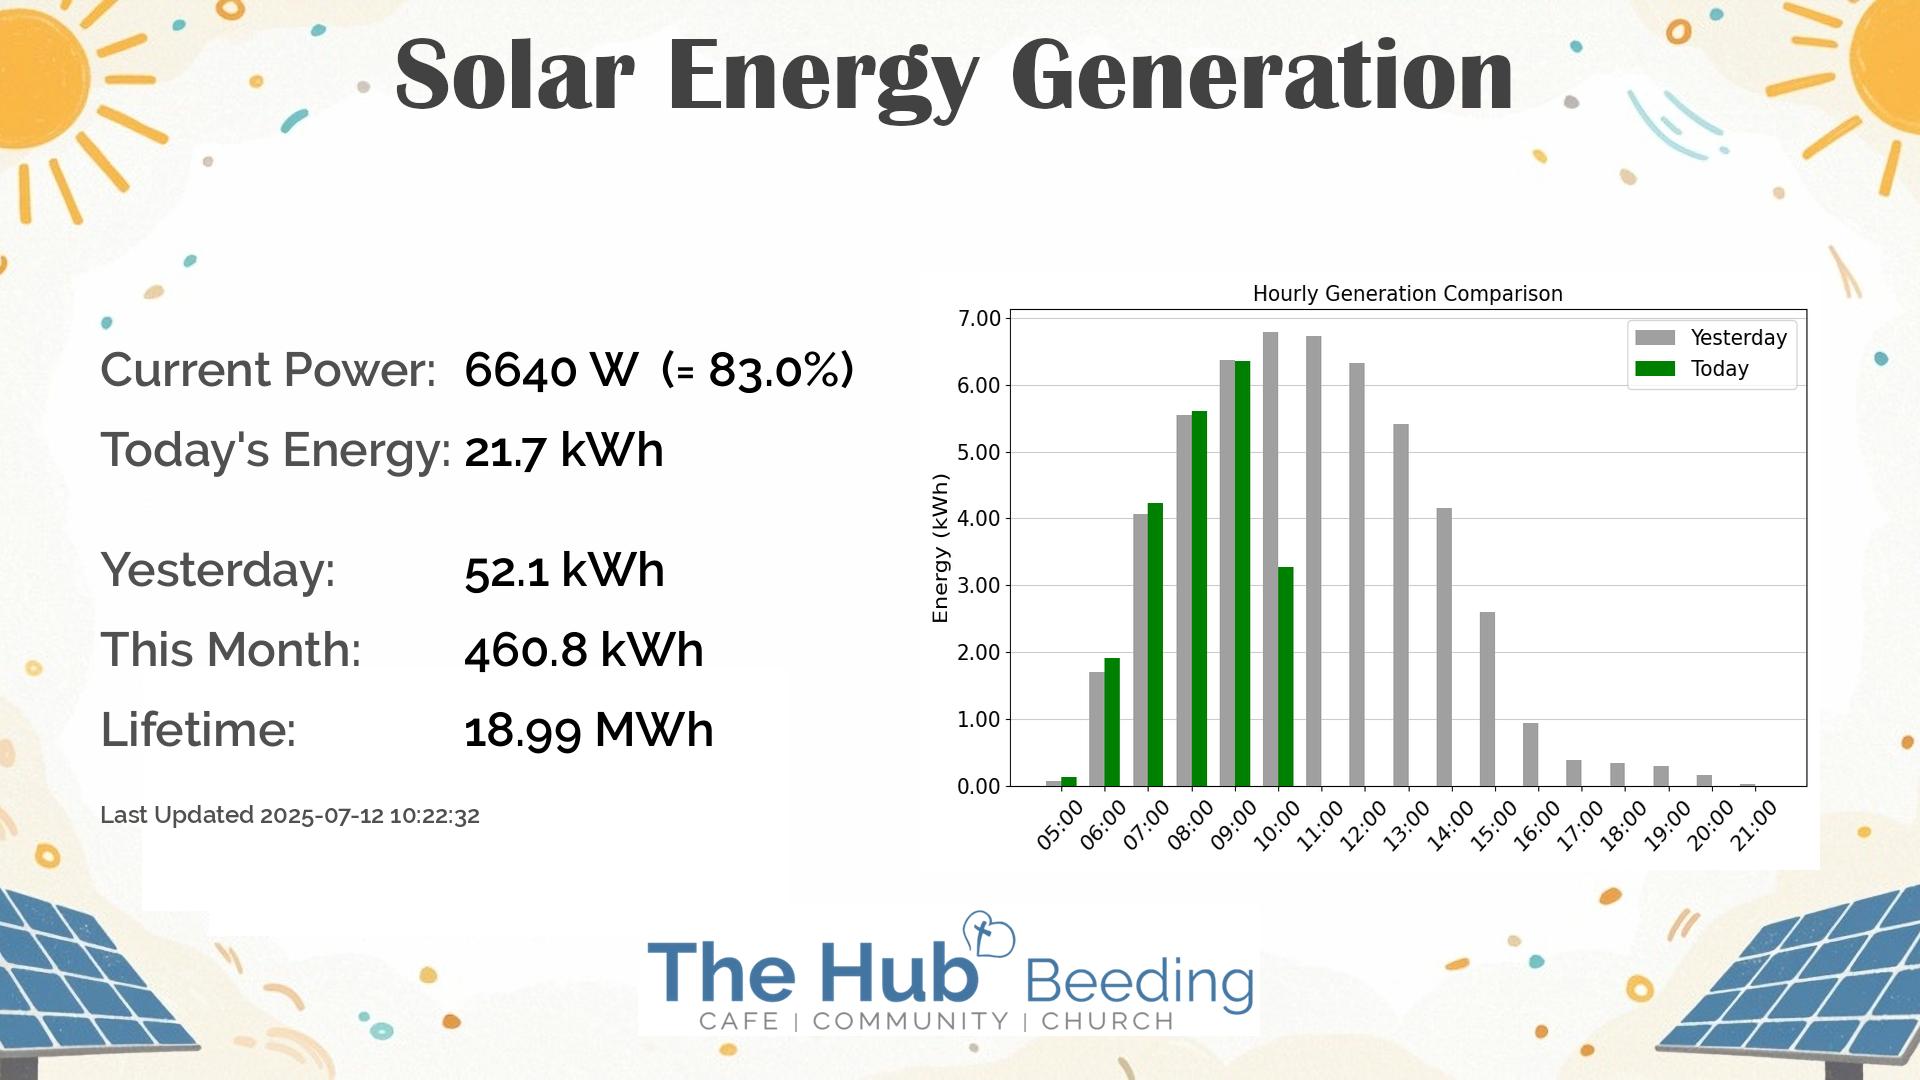 Solar Energy Generation
Current Power: 6640 W (= 83.0%)
Today's Energy: 21.7 kWh
Yesterday: 52.1 kWh
This Month: 460.8 kWh
Lifetime: 18.99 MWh
Last Updated 2025-07-12 10:22:32
Hourly Generation Comparison
Yesterday
Today
Energy (kWh)
7.00
6.00
5.00
4.00
3.00
2.00
1.00
0.00
05:00 06:00 07:00 08:00 09:00 10:00 11:00 12:00 13:00 14:00 15:00 16:00 17:00 18:00 19:00 20:00 21:00
The Hub Beeding
CAFE | COMMUNITY | CHURCH